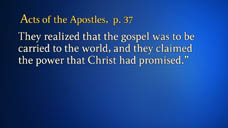 Acts of the Apostles, p. 37
They realized that the gospel was to be
carried to the world, and they claimed
the power that Christ had promised.”